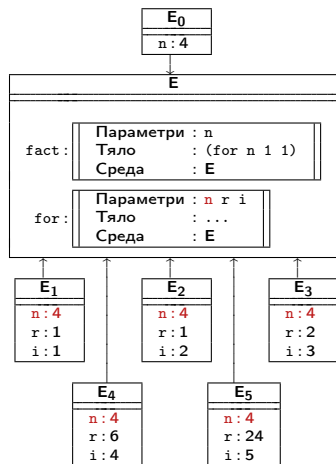 E0
n : 4
E
fact :
Параметри : n
Тяло : (for n 1 1)
Среда : E
for :
Параметри : n r i
Тяло : ...
Среда : E
E1
n : 4
r : 1
i : 1
E2
n : 4
r : 1
i : 2
E3
n : 4
r : 2
i : 3
E4
n : 4
r : 6
i : 4
E5
n : 4
r : 24
i : 5